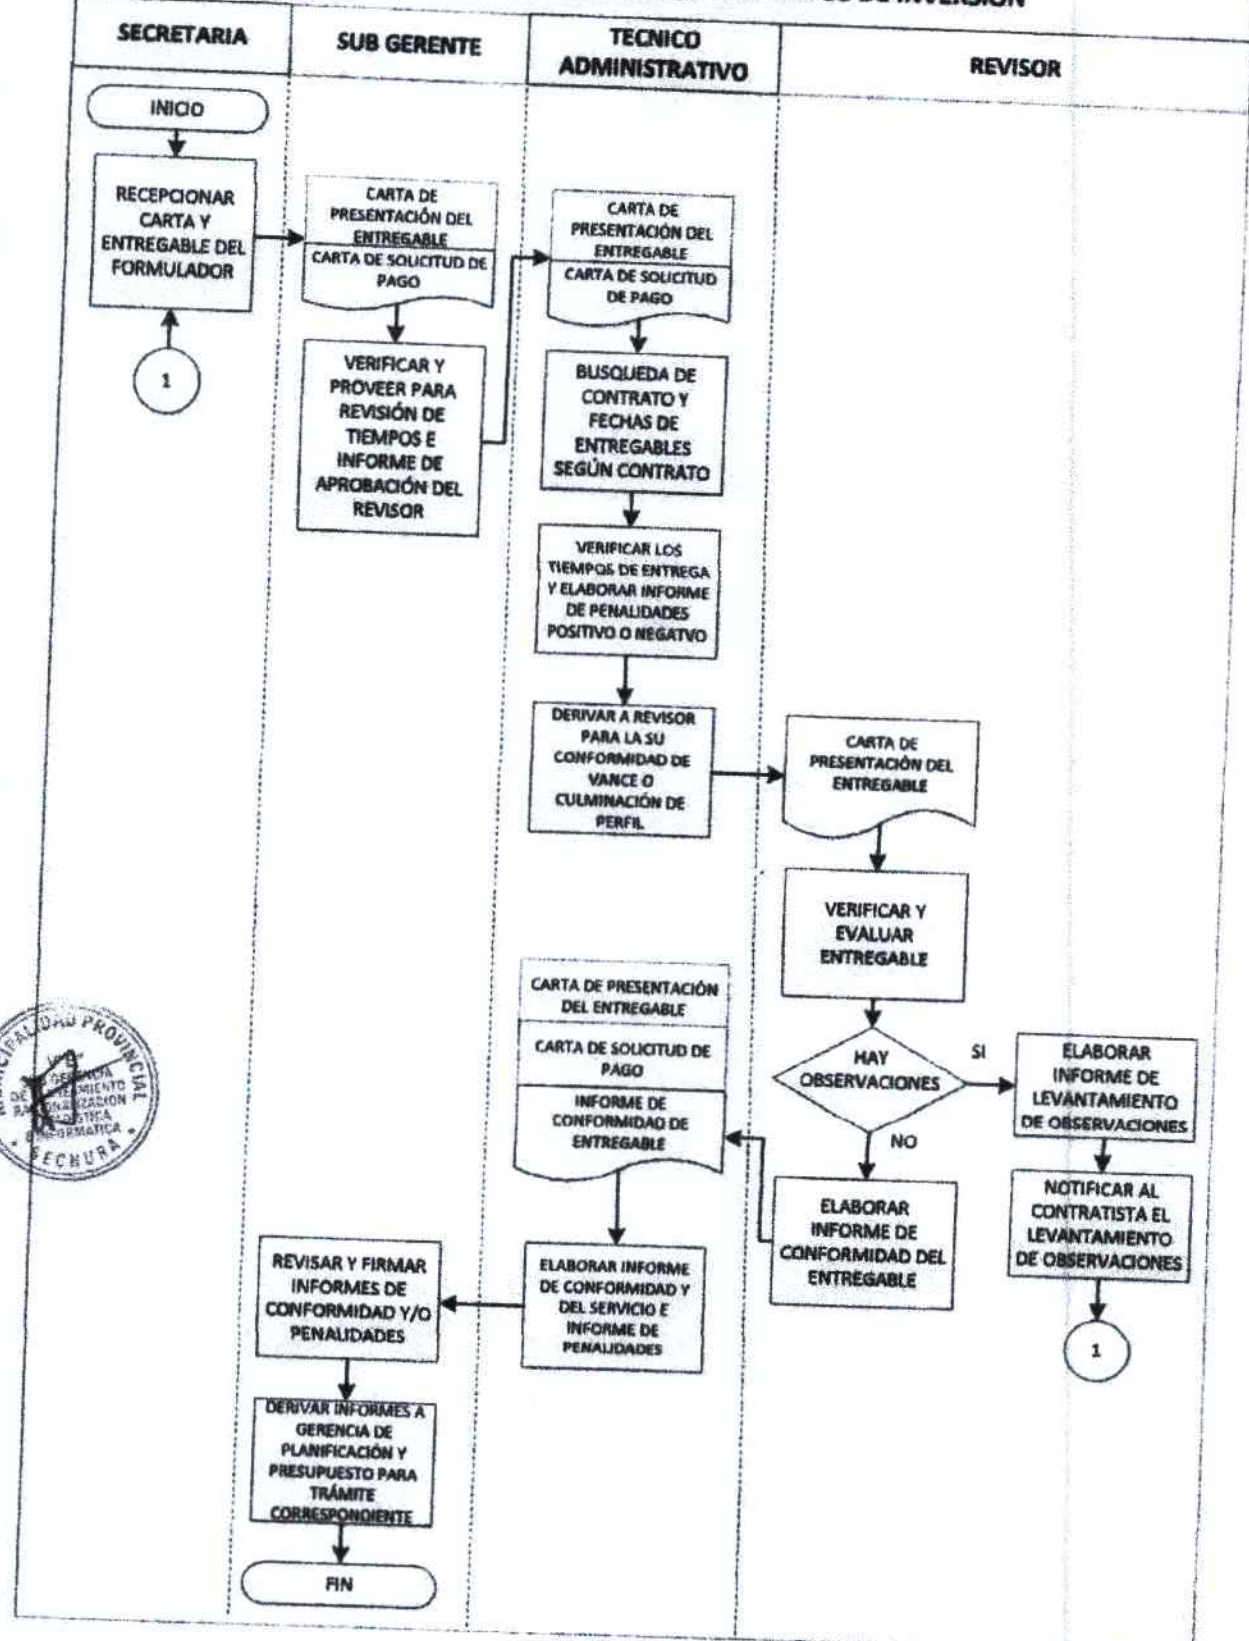 DE INVERSIÓN
SECRETARIA
SUB GERENTE
TECNICO
ADMINISTRATIVO
REVISOR
INICIO
RECEPCIONAR
CARTA Y
ENTREGABLE DEL
FORMULADOR
1
CARTA DE
PRESENTACIÓN DEL
ENTREGABLE
CARTA DE SOLICITUD DE
PAGO
VERIFICAR Y
PROVEER PARA
REVISIÓN DE
TIEMPOS E
INFORME DE
APROBACIÓN DEL
REVISOR
CARTA DE
PRESENTACIÓN DEL
ENTREGABLE
CARTA DE SOLICITUD
DE PAGO
BUSQUEDA DE
CONTRATO Y
FECHAS DE
ENTREGABLES
SEGÚN CONTRATO
VERIFICAR LOS
TIEMPOS DE ENTREGA
Y ELABORAR INFORME
DE PENALIDADES
POSITIVO O NEGATVO
DERIVAR A REVISOR
PARA LA SU
CONFORMIDAD DE
VANCE O
CULMINACIÓN DE
PERFIL
CARTA DE
PRESENTACIÓN DEL
ENTREGABLE
VERIFICAR Y
EVALUAR
ENTREGABLE
HAY
OBSERVACIONES
SI
NO
ELABORAR
INFORME DE
LEVANTAMIENTO
DE OBSERVACIONES
NOTIFICAR AL
CONTRATISTA EL
LEVANTAMIENTO
DE OBSERVACIONES
1
ELABORAR
INFORME DE
CONFORMIDAD DEL
ENTREGABLE
CARTA DE PRESENTACIÓN
DEL ENTREGABLE
CARTA DE SOLICITUD DE
PAGO
INFORME DE
CONFORMIDAD DE
ENTREGABLE
ELABORAR INFORME
DE CONFORMIDAD Y
DEL SERVICIO E
INFORME DE
PENALIDADES
REVISAR Y FIRMAR
INFORMES DE
CONFORMIDAD Y/O
PENALIDADES
DERIVAR INFORMES A
GERENCIA DE
PLANIFICACIÓN Y
PRESUPUESTO PARA
TRÁMITE
CORRESPONDIENTE
FIN
PROVINCIAL
SECHURA